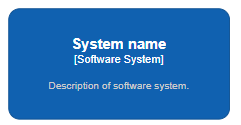 System name
[Software System]
Description of software system.